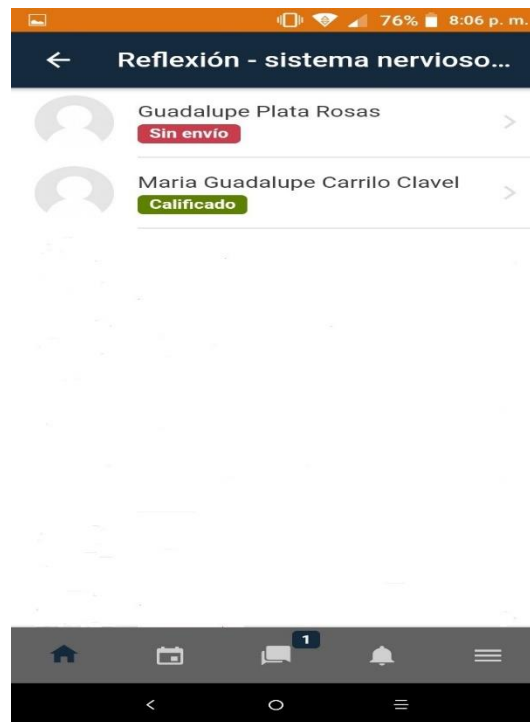 76% 8:06 p. m.
Reflexión - sistema nervioso...
Guadalupe Plata Rosas
Sin envío
Maria Guadalupe Carrilo Clavel
Calificado
1